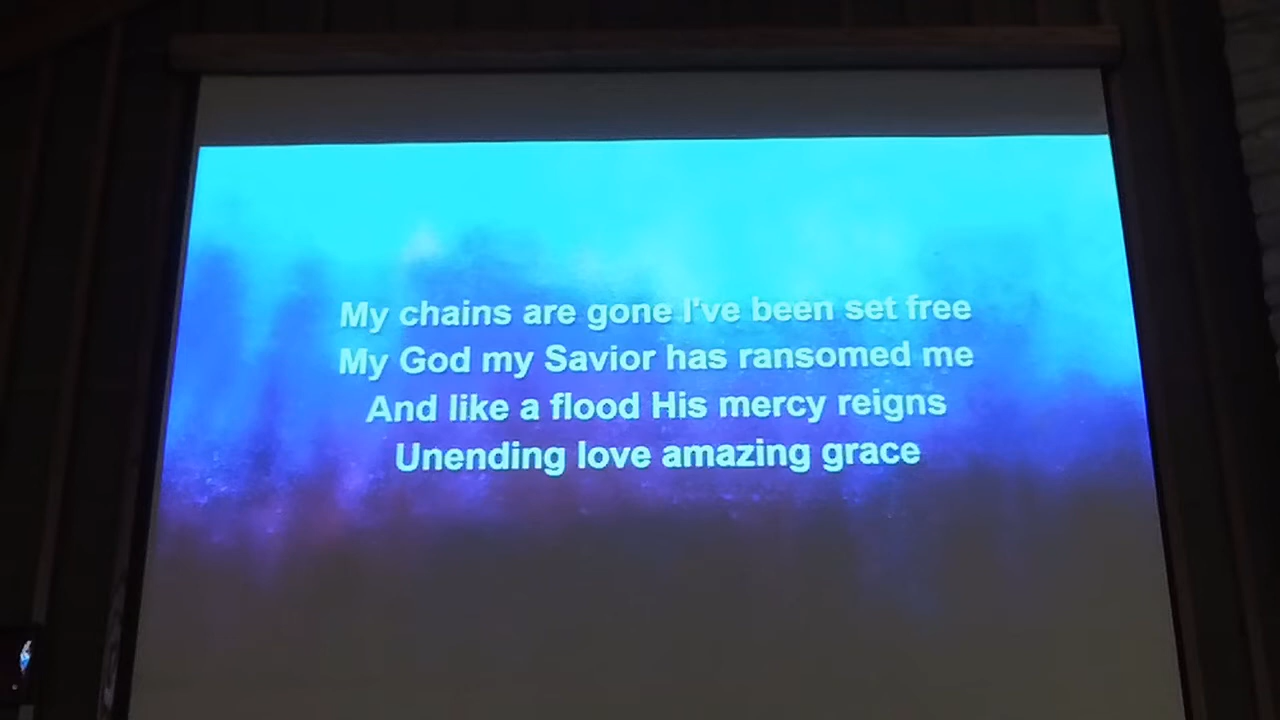 My chains are gone I've been set free
My God my Savior has ransomed me
And like a flood His mercy reigns
Unending love amazing grace